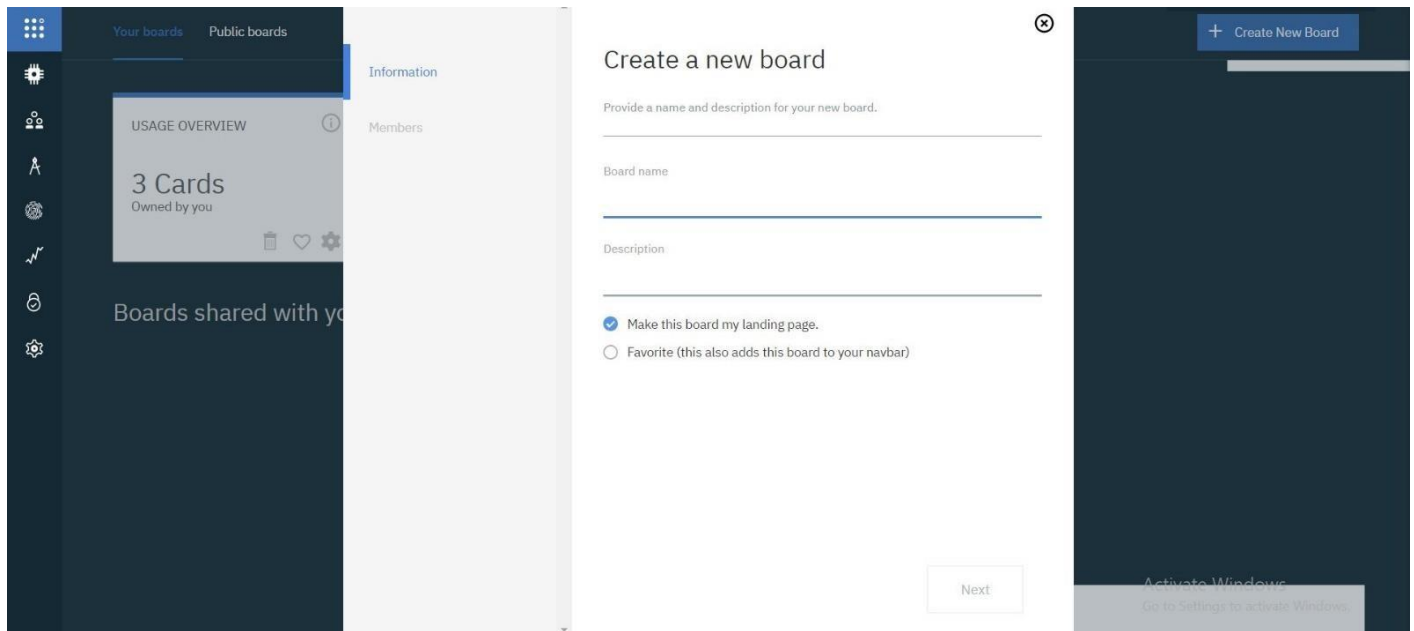 Your boards
Public boards
Create New Board
USAGE OVERVIEW
3 Cards
Owned by you
Boards shared with yo
Information
Members
Create a new board
Provide a name and description for your new board.
Board name
Description
Make this board my landing page.
Favorite (this also adds this board to your navbar)
Next
Activate Windows
Go to Settings to activate Windows.